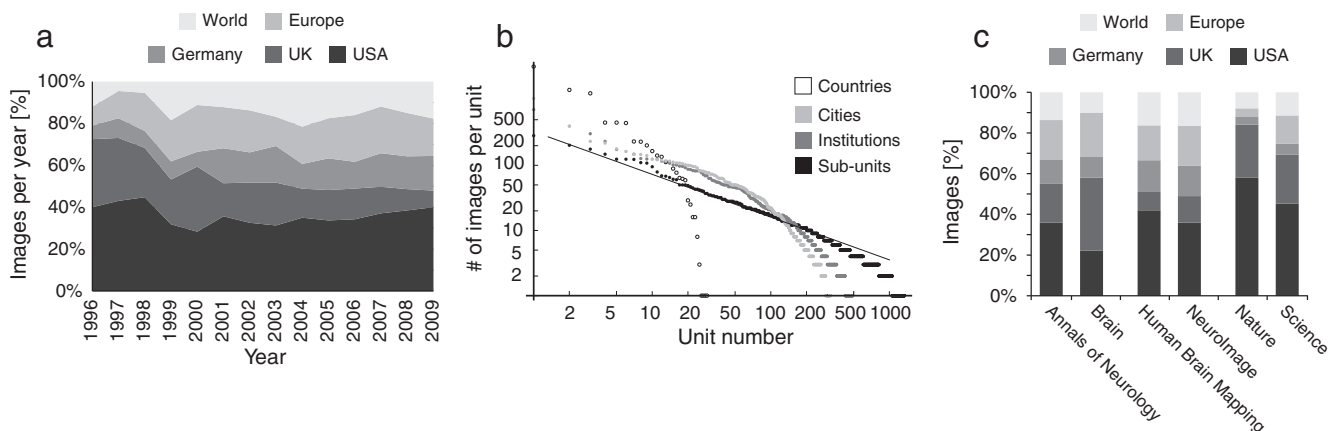 a
World Europe
Germany UK USA
Images per year [%]
100%
80%
60%
40%
20%
0%
1996 1997 1998 1999 2000 2001 2002 2003 2004 2005 2006 2007 2008 2009
Year
b
# of images per unit
500
200
100
50
20
10
5
2
Countries
Cities
Institutions
Sub-units
2 5 10 20 50 100 200 500 1000
Unit number
c
World Europe
Germany UK USA
Images [%]
100%
80%
60%
40%
20%
0%
Annals of Neurology
Brain
Human Brain Mapping
NeuroImage
Nature
Science